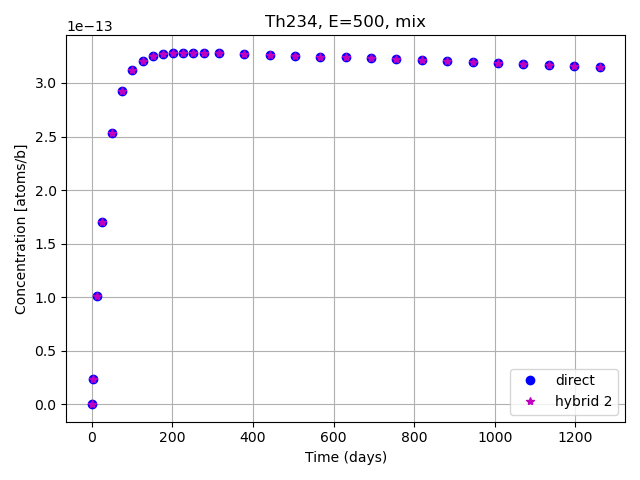 Th234, E=500, mix
1e−13
3.0
2.5
2.0
1.5
1.0
0.5
0.0
Concentration [atoms/b]
0 200 400 600 800 1000 1200
Time (days)
direct
hybrid 2